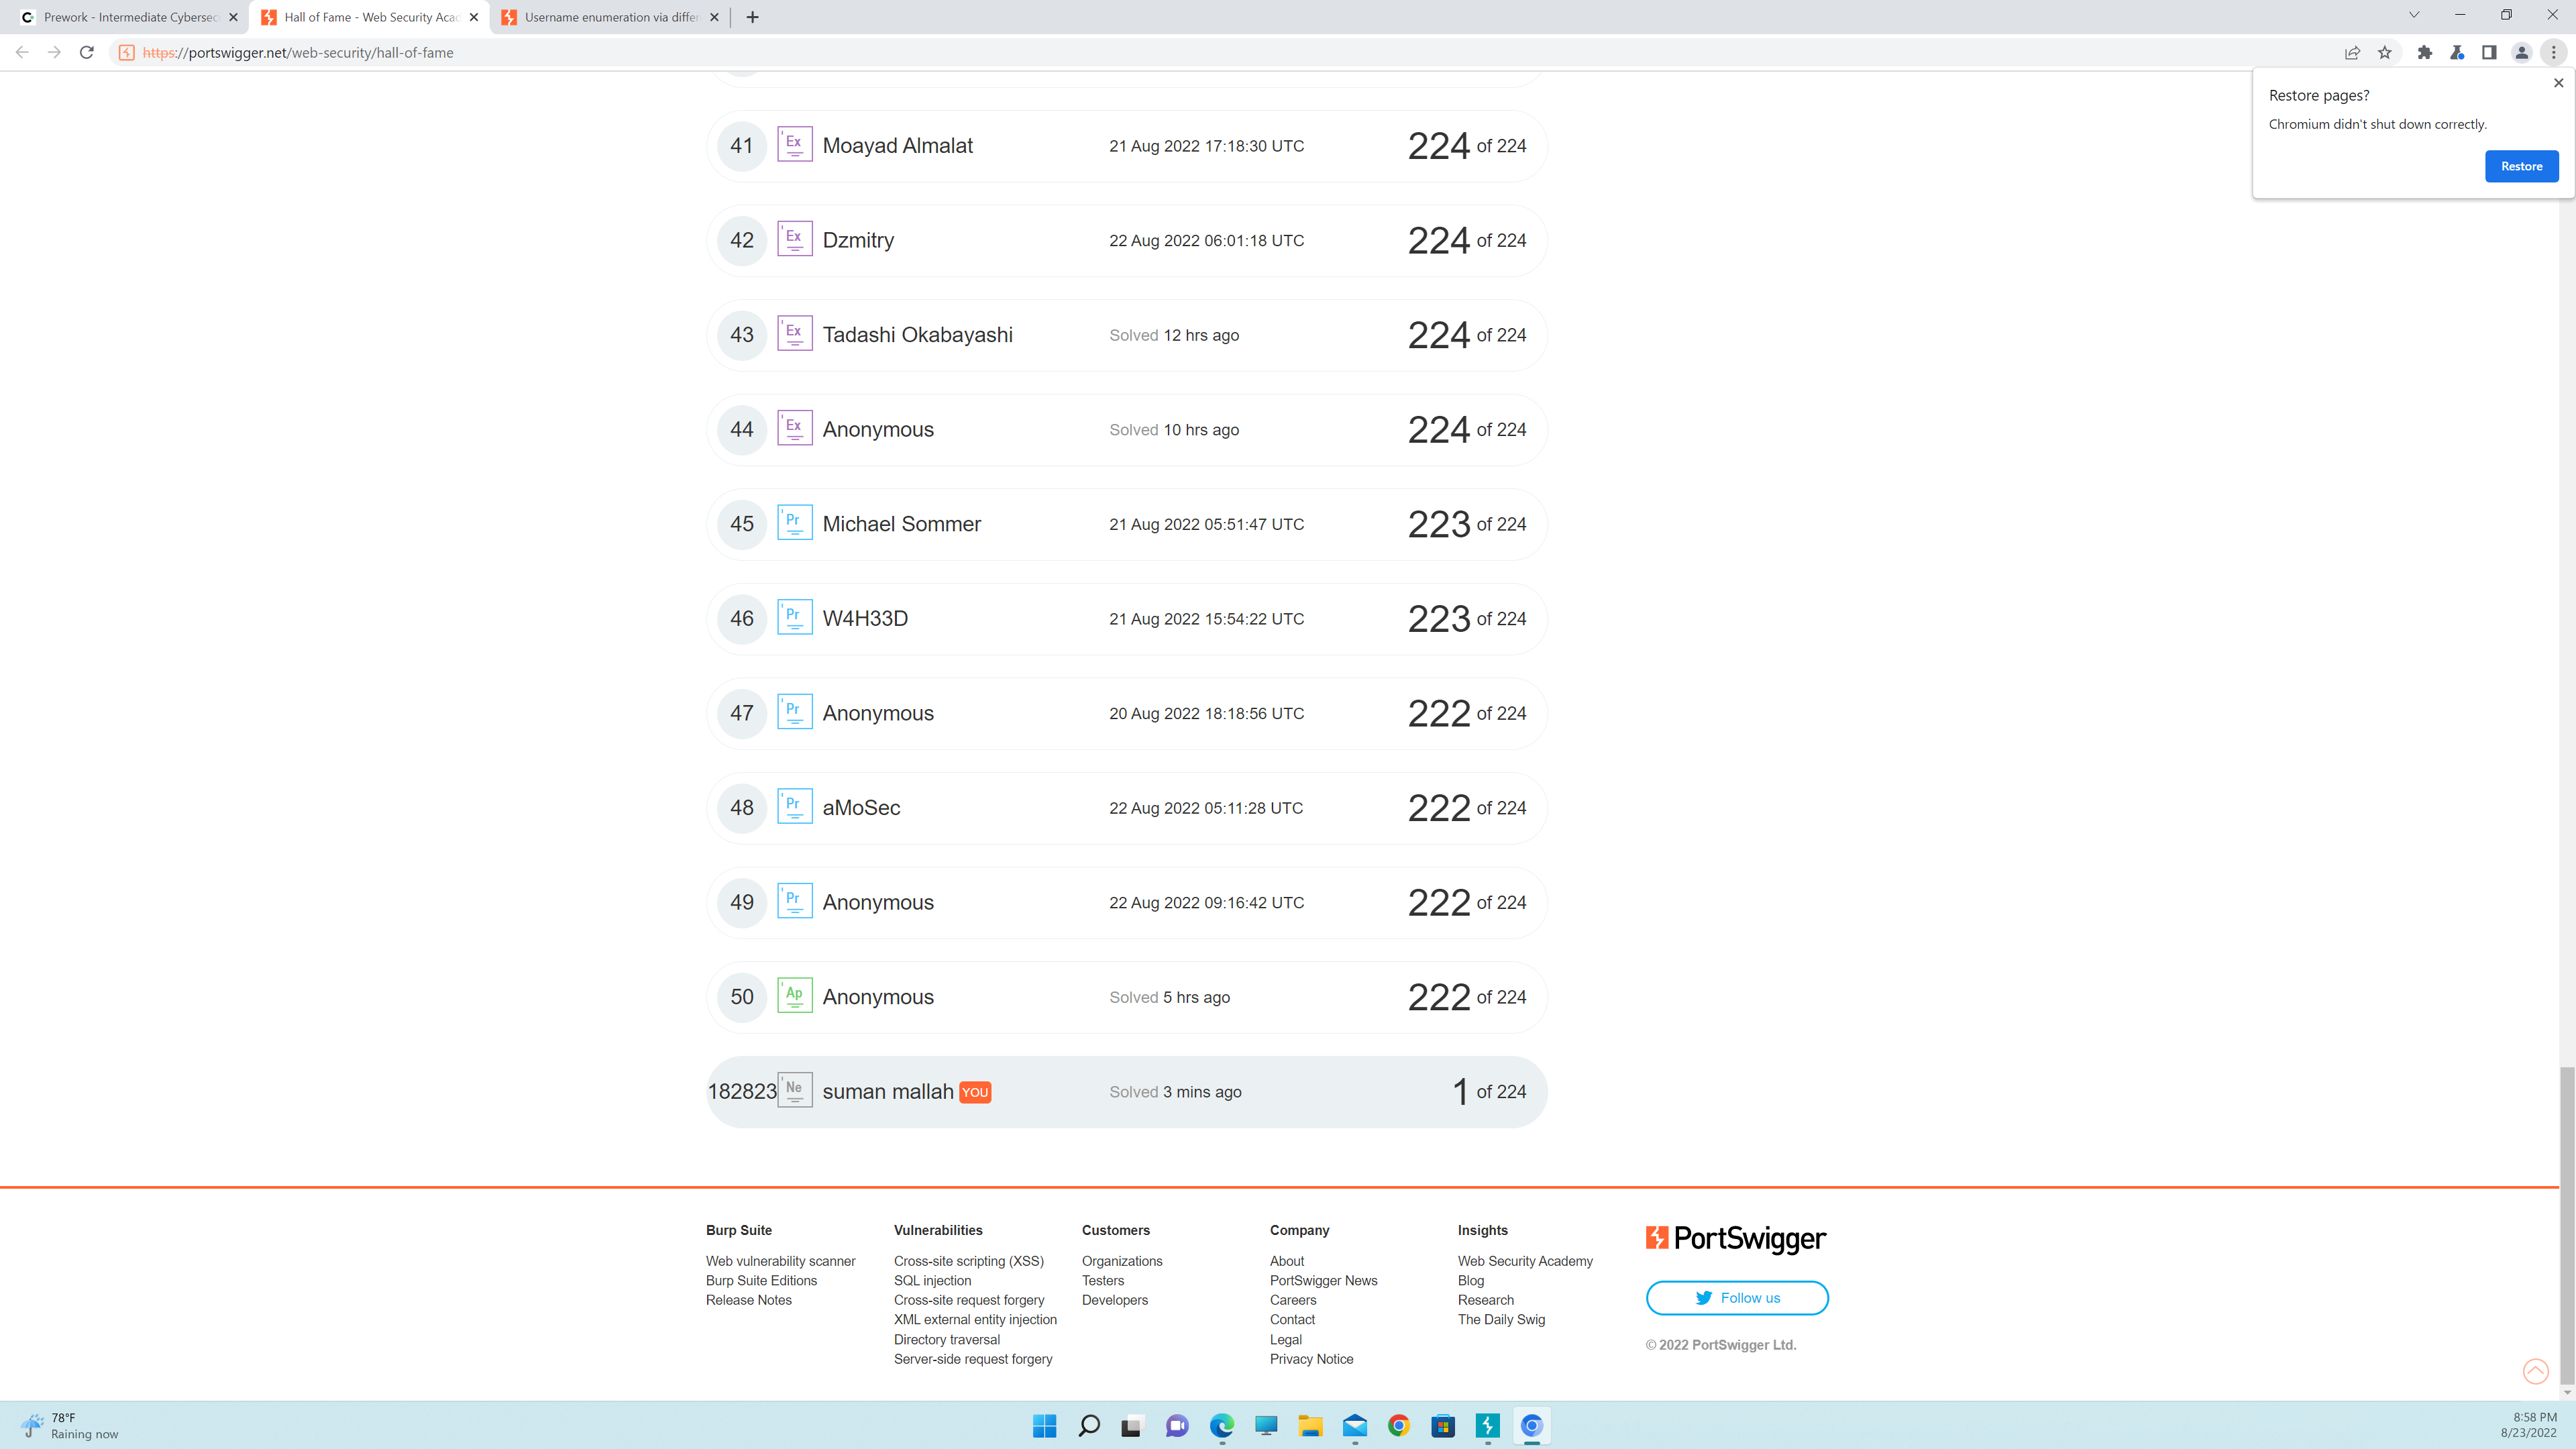 Prework - Intermediate Cybersec
Hall of Fame - Web Security Acad
Username enumeration via differ
https://portswigger.net/web-security/hall-of-fame
Restore pages?
Chromium didn't shut down correctly.
Restore
41 Ex Moayad Almalat 21 Aug 2022 17:18:30 UTC 224 of 224
42 Ex Dzmitry 22 Aug 2022 06:01:18 UTC 224 of 224
43 Ex Tadashi Okabayashi Solved 12 hrs ago 224 of 224
44 Ex Anonymous Solved 10 hrs ago 224 of 224
45 Pr Michael Sommer 21 Aug 2022 05:51:47 UTC 223 of 224
46 Pr W4H33D 21 Aug 2022 15:54:22 UTC 223 of 224
47 Pr Anonymous 20 Aug 2022 18:18:56 UTC 222 of 224
48 Pr aMoSec 22 Aug 2022 05:11:28 UTC 222 of 224
49 Pr Anonymous 22 Aug 2022 09:16:42 UTC 222 of 224
50 Ap Anonymous Solved 5 hrs ago 222 of 224
182823 Ne suman mallah YOU Solved 3 mins ago 1 of 224
Burp Suite
Web vulnerability scanner
Burp Suite Editions
Release Notes
Vulnerabilities
Cross-site scripting (XSS)
SQL injection
Cross-site request forgery
XML external entity injection
Directory traversal
Server-side request forgery
Customers
Organizations
Testers
Developers
Company
About
PortSwigger News
Careers
Contact
Legal
Privacy Notice
Insights
Web Security Academy
Blog
Research
The Daily Swig
PortSwigger
Follow us
© 2022 PortSwigger Ltd.
78°F
Raining now
8:58 PM
8/23/2022